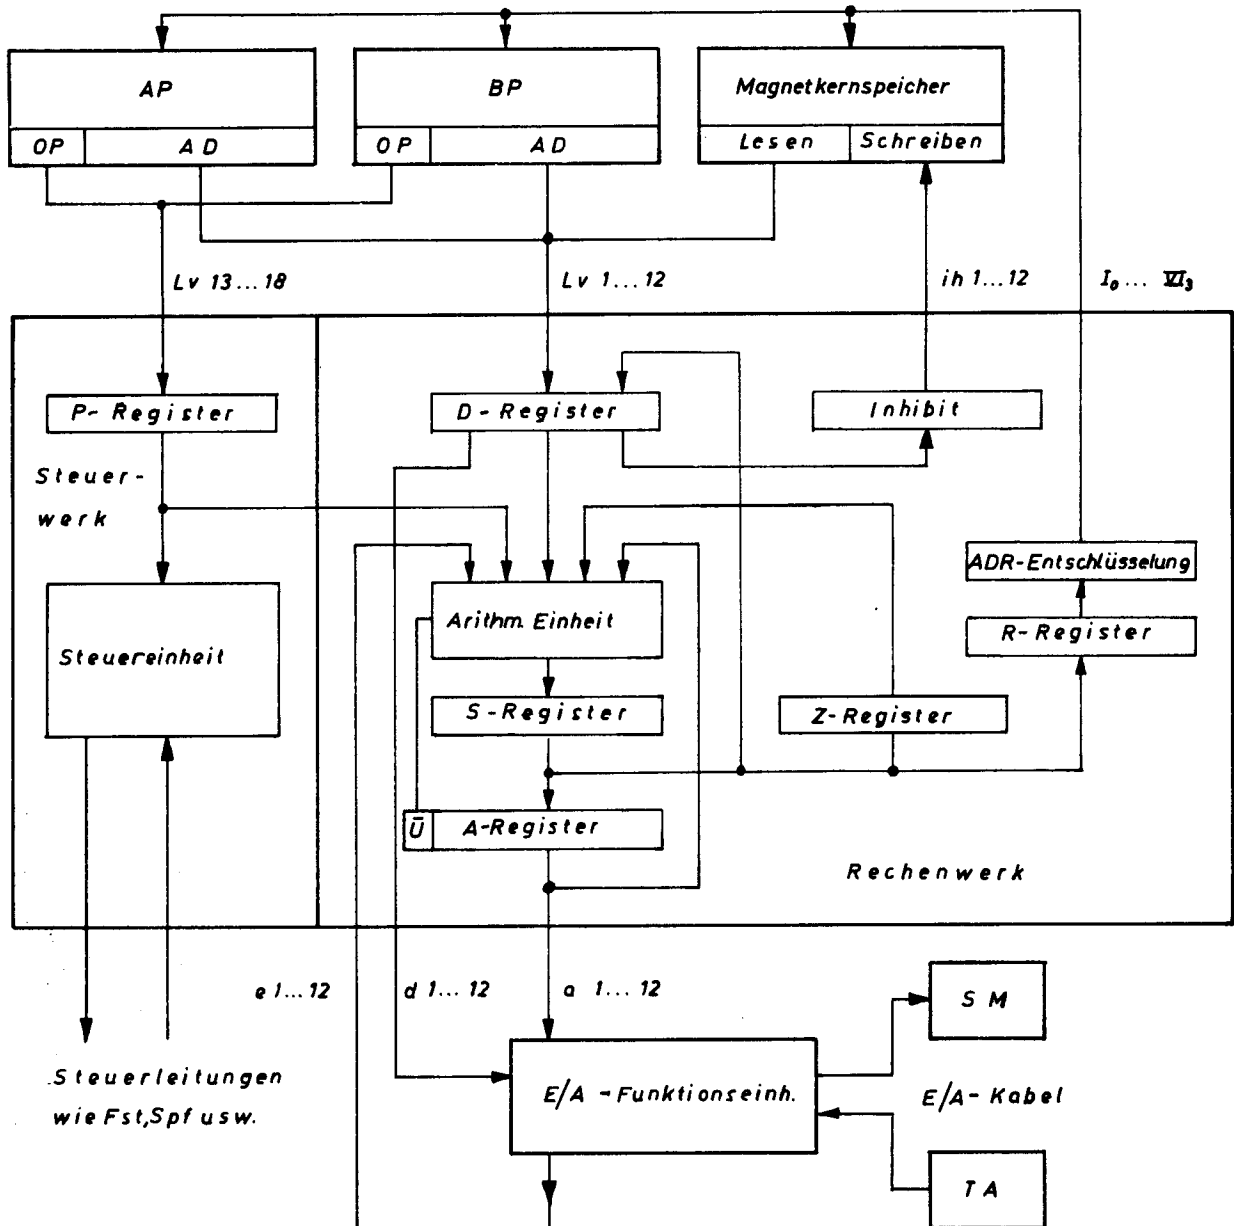 AP
BP
Magnetkernspeicher
OP
AD
OP
AD
Lesen
Schreiben
Lv 13...18
Lv 1...12
ih 1...12
I₀... VI₃
P-Register
D-Register
Inhibit
Steuer-
werk
ADR-Entschlüsselung
Arithm. Einheit
R-Register
Steuereinheit
S-Register
Z-Register
Ü
A-Register
Rechenwerk
e 1...12
d 1...12
a 1...12
SM
Steuerleitungen
wie Fst, Spf usw.
E/A-Funktionseinh.
E/A-Kabel
TA